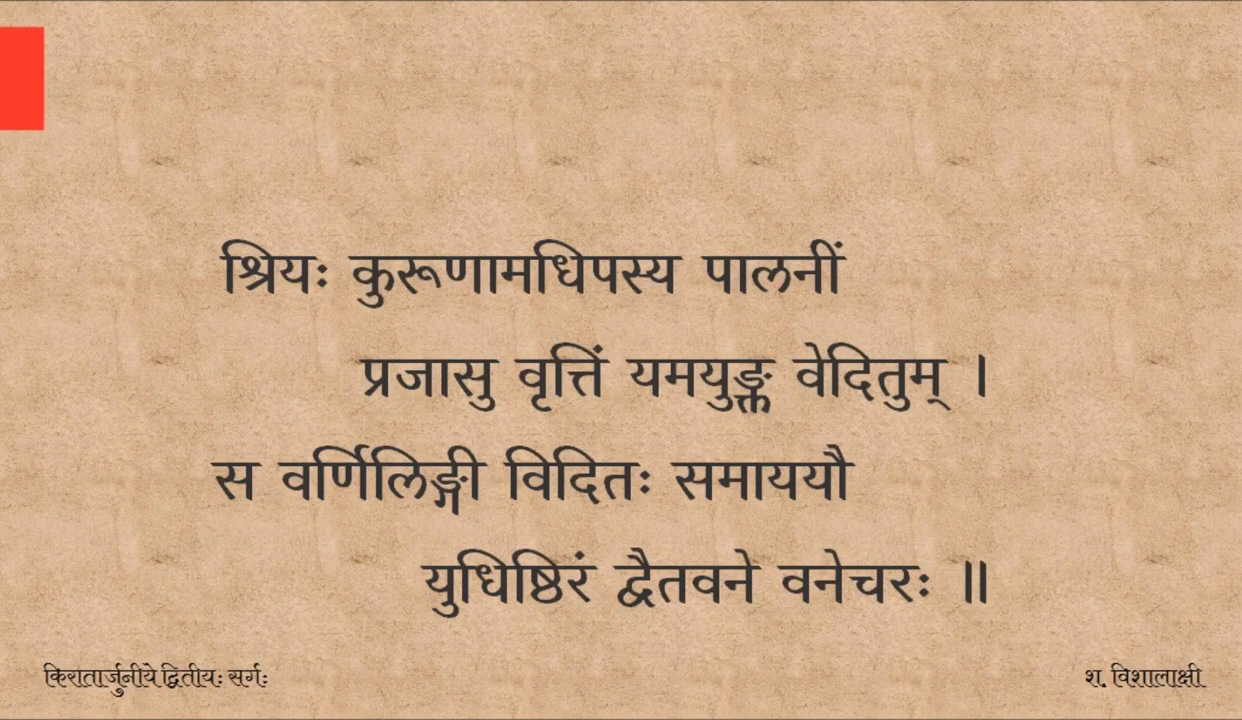 श्रियः कुरूणामधिपस्य पालनीं
प्रजासु वृत्तिं यमयुङ्क्त वेदितुम् ।
स वर्णिलिङ्गी विदितः समाययौ
युधिष्ठिरं द्वैतवने वनेचरः ॥
किरातार्जुनीये द्वितीयः सर्गः
श. विशालाक्षी